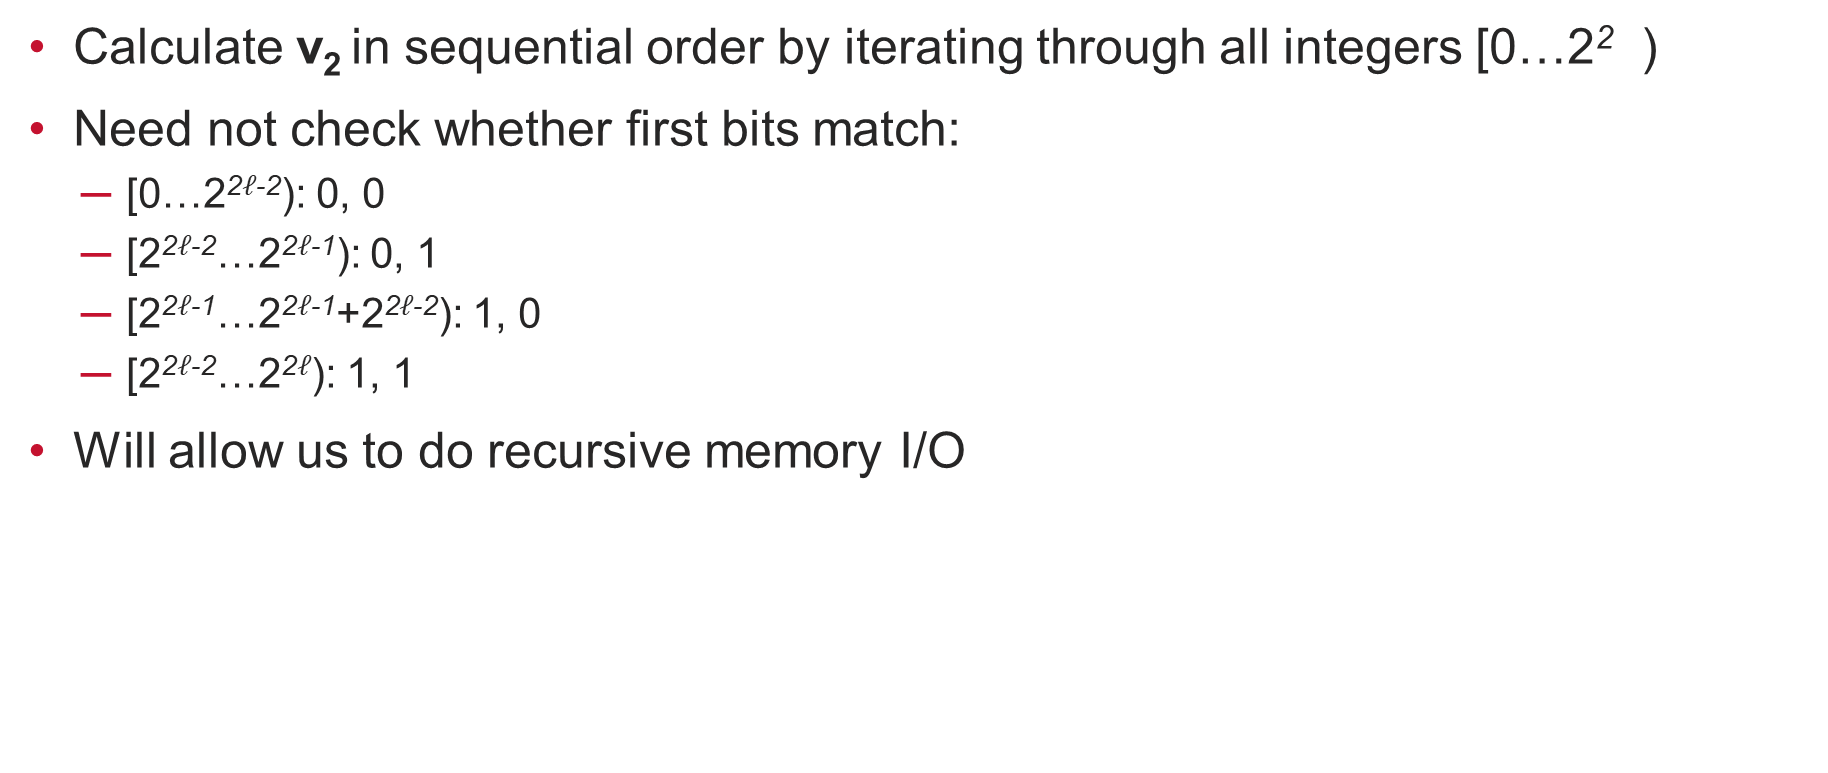 • Calculate v₂ in sequential order by iterating through all integers [0…2² )
• Need not check whether first bits match:
– [0…2^{2ℓ-2}): 0, 0
– [2^{2ℓ-2}…2^{2ℓ-1}): 0, 1
– [2^{2ℓ-1}…2^{2ℓ-1}+2^{2ℓ-2}): 1, 0
– [2^{2ℓ-2}…2^{2ℓ}): 1, 1
• Will allow us to do recursive memory I/O